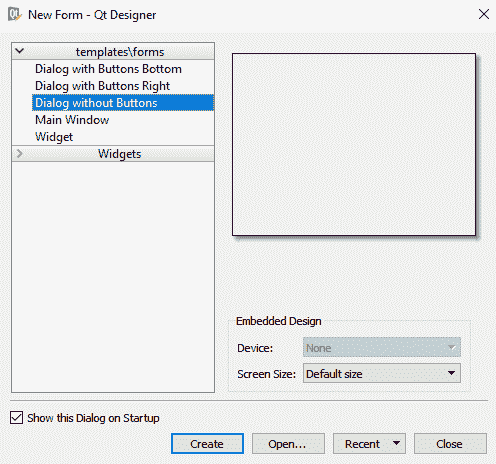 New Form - Qt Designer
templates\forms
Dialog with Buttons Bottom
Dialog with Buttons Right
Dialog without Buttons
Main Window
Widget
Widgets
Embedded Design
Device: None
Screen Size: Default size
Show this Dialog on Startup
Create Open... Recent Close